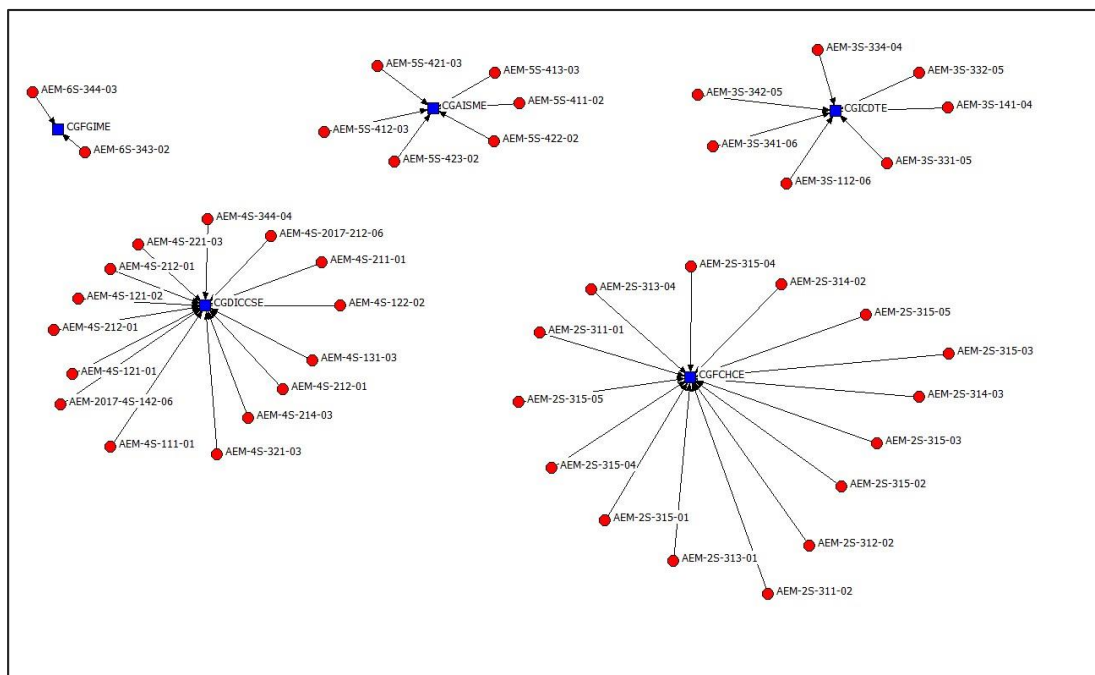 AEM-6S-344-03
CGFGIME
AEM-6S-343-02
AEM-5S-421-03
AEM-5S-413-03
AEM-5S-411-02
CGAISME
AEM-5S-412-03
AEM-5S-422-02
AEM-5S-423-02
AEM-3S-334-04
AEM-3S-332-05
AEM-3S-342-05
AEM-3S-141-04
CGICDTE
AEM-3S-341-06
AEM-3S-331-05
AEM-3S-112-06
AEM-4S-344-04
AEM-4S-2017-212-06
AEM-4S-221-03
AEM-4S-211-01
AEM-4S-212-01
AEM-4S-121-02
CGDICCSE
AEM-4S-122-02
AEM-4S-212-01
AEM-4S-131-03
AEM-4S-121-01
AEM-4S-212-01
AEM-2017-4S-142-06
AEM-4S-214-03
AEM-4S-111-01
AEM-4S-321-03
AEM-2S-315-04
AEM-2S-314-02
AEM-2S-313-04
AEM-2S-315-05
AEM-2S-311-01
AEM-2S-315-03
CGFCHCE
AEM-2S-314-03
AEM-2S-315-05
AEM-2S-315-03
AEM-2S-315-04
AEM-2S-315-02
AEM-2S-315-01
AEM-2S-312-02
AEM-2S-313-01
AEM-2S-311-02